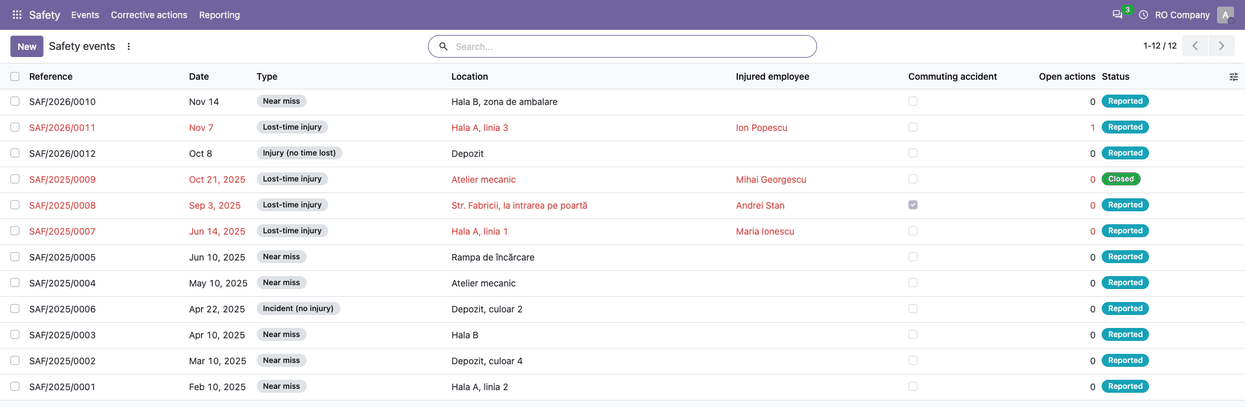 Safety Events Corrective actions Reporting 3 RO Company A
New Safety events Search... 1-12 / 12
Reference Date Type Location Injured employee Commuting accident Open actions Status
SAF/2026/0010 Nov 14 Near miss Hala B, zona de ambalare 0 Reported
SAF/2026/0011 Nov 7 Lost-time injury Hala A, linia 3 Ion Popescu 1 Reported
SAF/2026/0012 Oct 8 Injury (no time lost) Depozit 0 Reported
SAF/2025/0009 Oct 21, 2025 Lost-time injury Atelier mecanic Mihai Georgescu 0 Closed
SAF/2025/0008 Sep 3, 2025 Lost-time injury Str. Fabricii, la intrarea pe poartă Andrei Stan 0 Reported
SAF/2025/0007 Jun 14, 2025 Lost-time injury Hala A, linia 1 Maria Ionescu 0 Reported
SAF/2025/0005 Jun 10, 2025 Near miss Rampa de încărcare 0 Reported
SAF/2025/0004 May 10, 2025 Near miss Atelier mecanic 0 Reported
SAF/2025/0006 Apr 22, 2025 Incident (no injury) Depozit, culoar 2 0 Reported
SAF/2025/0003 Apr 10, 2025 Near miss Hala B 0 Reported
SAF/2025/0002 Mar 10, 2025 Near miss Depozit, culoar 4 0 Reported
SAF/2025/0001 Feb 10, 2025 Near miss Hala A, linia 2 0 Reported